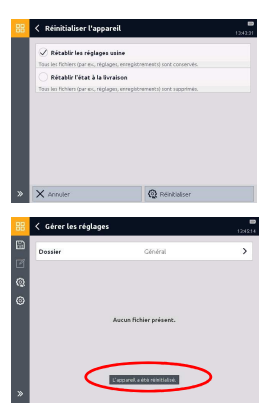 Réinitialiser l'appareil
13:43:31
Rétablir les réglages usine
Tous les fichiers (par ex., réglages, enregistrements) sont conservés.
Rétablir l'état à la livraison
Tous les fichiers (par ex., réglages, enregistrements) sont supprimés.
Annuler
Réinitialiser
Gérer les réglages
13:45:14
Dossier
Général
Aucun fichier présent.
L'appareil a été réinitialisé.